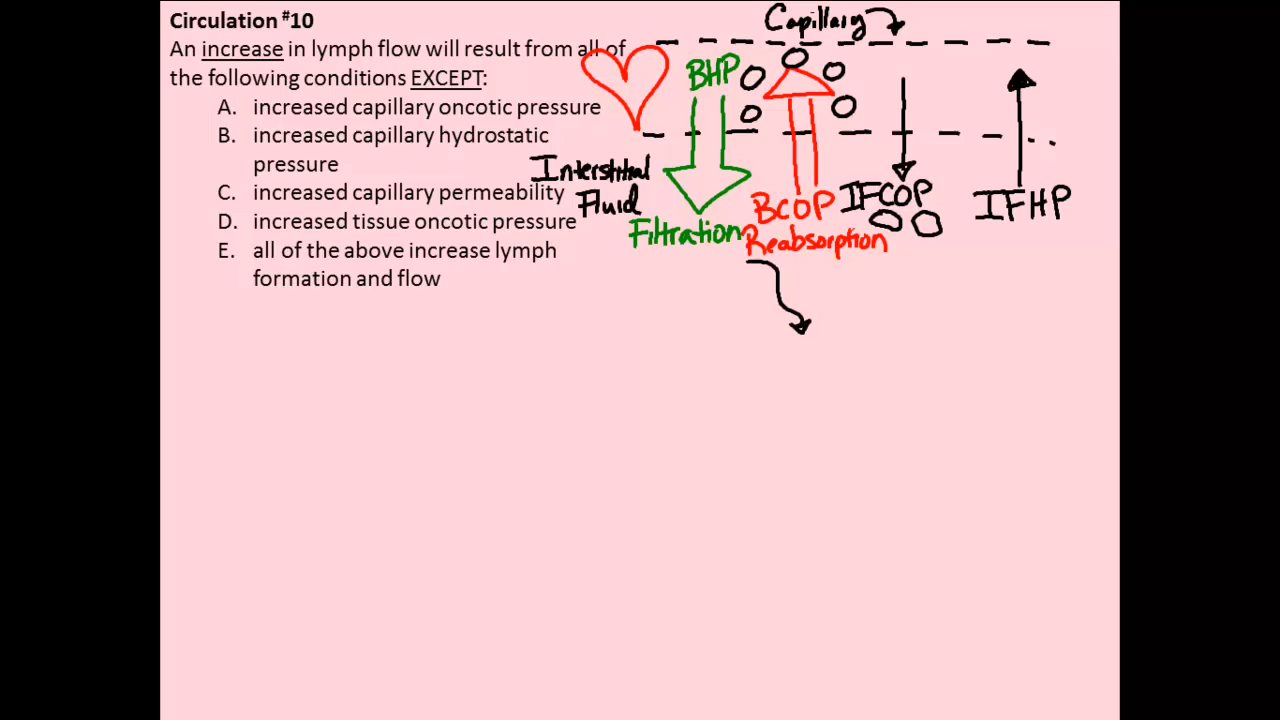 Circulation #10
An increase in lymph flow will result from all of
the following conditions EXCEPT:
A. increased capillary oncotic pressure
B. increased capillary hydrostatic
pressure
C. increased capillary permeability
D. increased tissue oncotic pressure
E. all of the above increase lymph
formation and flow
Capillary
BHP
Interstitial
Fluid
Filtration
BCOP
Reabsorption
IFCOP
IFHP